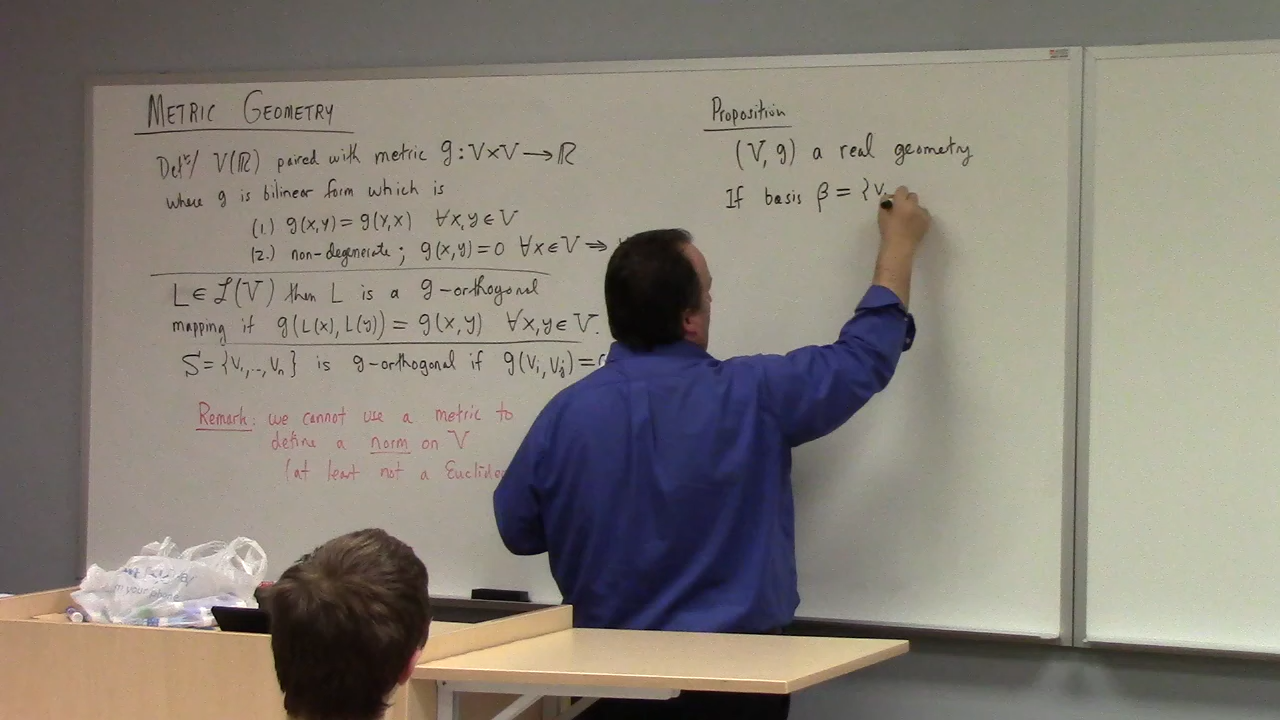 METRIC GEOMETRY
Defⁿ/ V(ℝ) paired with metric g : V×V → ℝ
where g is bilinear form which is
(1.) g(x,y) = g(y,x) ∀x,y ∈ V
(2.) non-degenerate ; g(x,y) = 0 ∀x ∈ V ⇒
L ∈ ℒ(V) then L is a g-orthogonal
mapping if g(L(x), L(y)) = g(x,y) ∀x,y ∈ V.
S = {v₁,..,vₙ} is g-orthogonal if g(vᵢ,vⱼ) =
Remark: we cannot use a metric to
define a norm on V
(at least not a
Proposition
(V, g) a real geometry
If basis β = {v